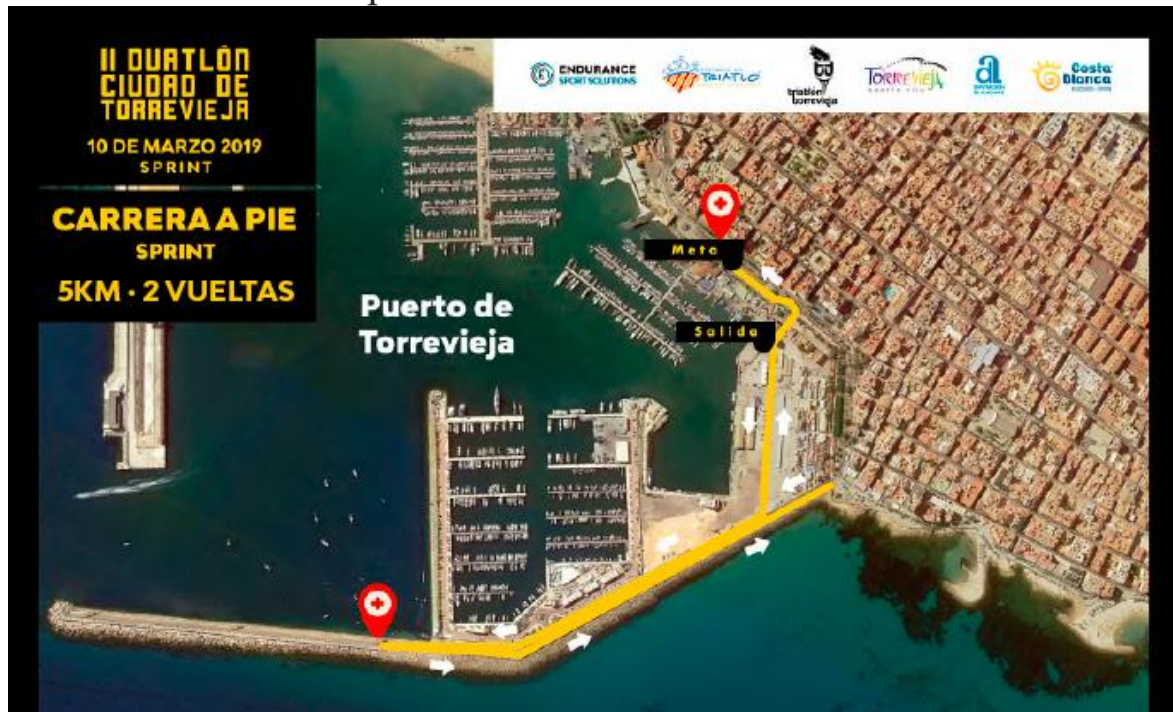 II DUATLÓN
CIUDAD DE
TORREVIEJA
10 DE MARZO 2019
SPRINT
CARRERA A PIE
SPRINT
5KM · 2 VUELTAS
ENDURANCE
SPORT SOLUTIONS
TRIATLÓ
triatlón
torrevieja
TORREVIEJA
Costa
Blanca
Meta
Salida
Puerto de
Torrevieja